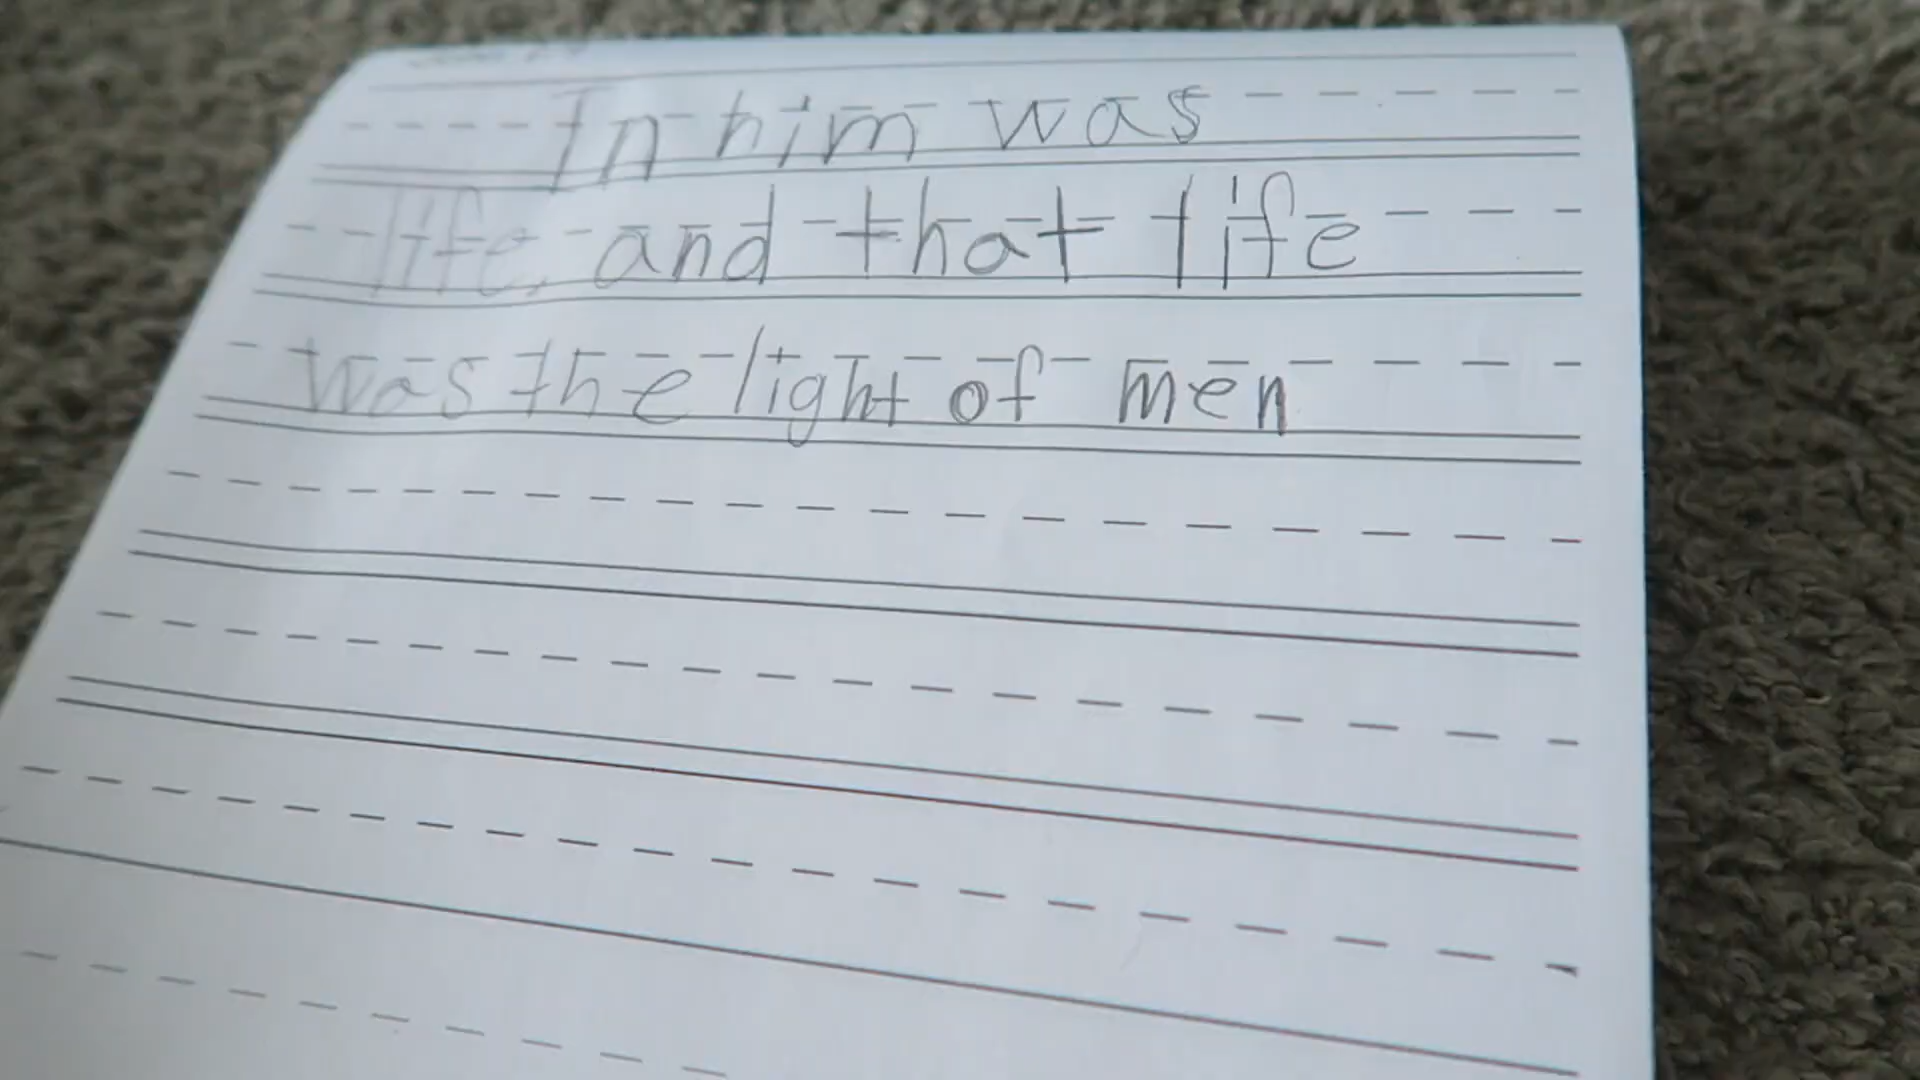 In him was
life, and that life
was the light of men